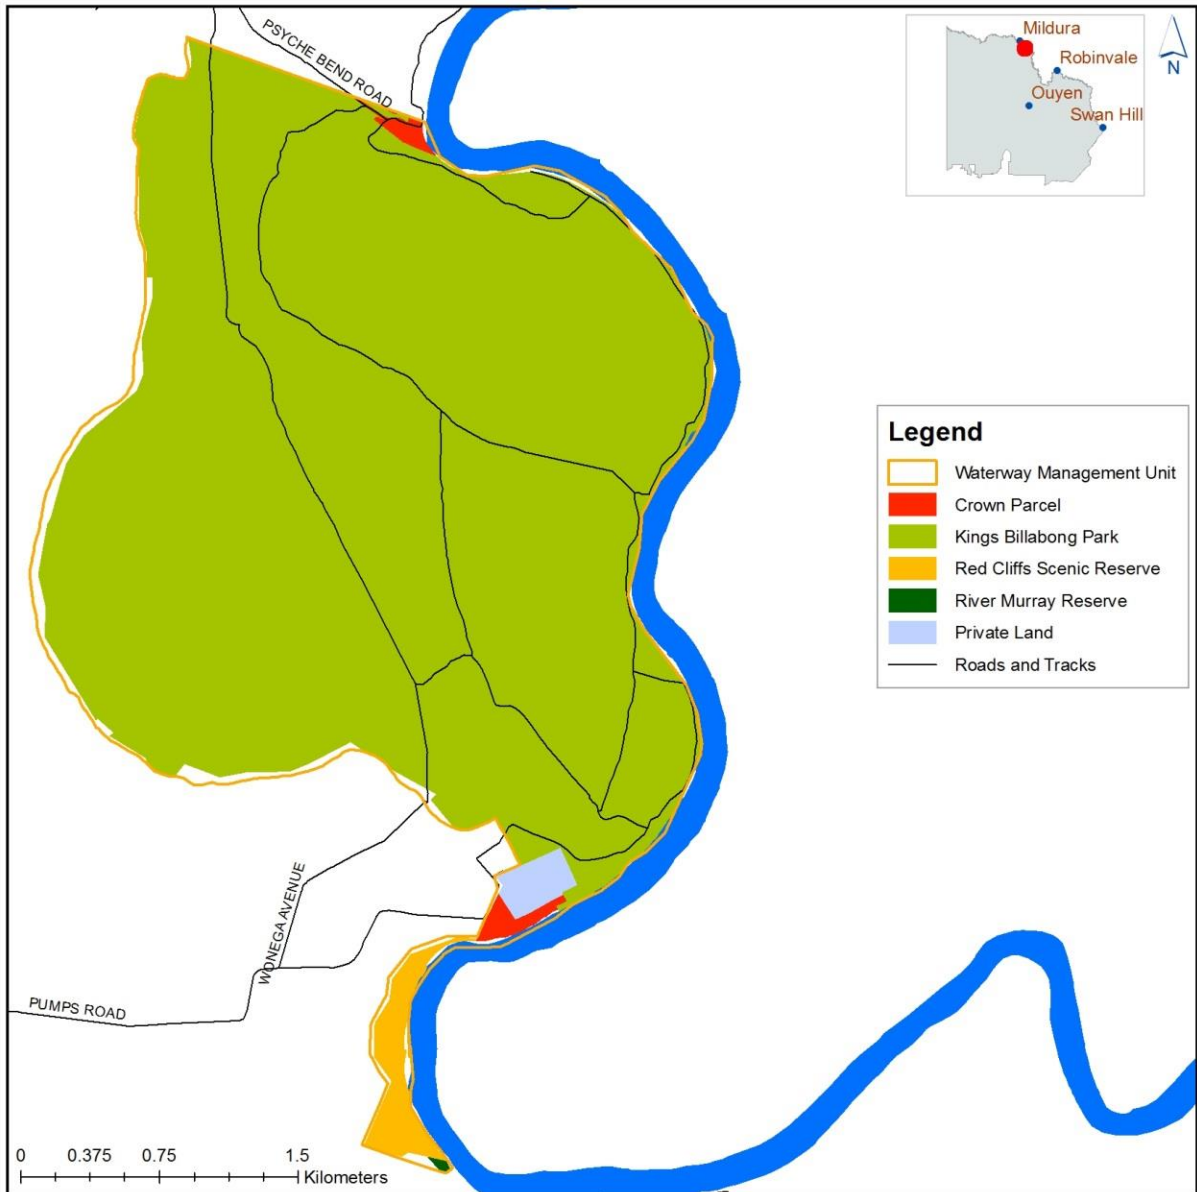 PSYCHE BEND ROAD
Mildura
Robinvale
Ouyen
Swan Hill
N
Legend
Waterway Management Unit
Crown Parcel
Kings Billabong Park
Red Cliffs Scenic Reserve
River Murray Reserve
Private Land
Roads and Tracks
WONEGA AVENUE
PUMPS ROAD
0 0.375 0.75 1.5
Kilometers